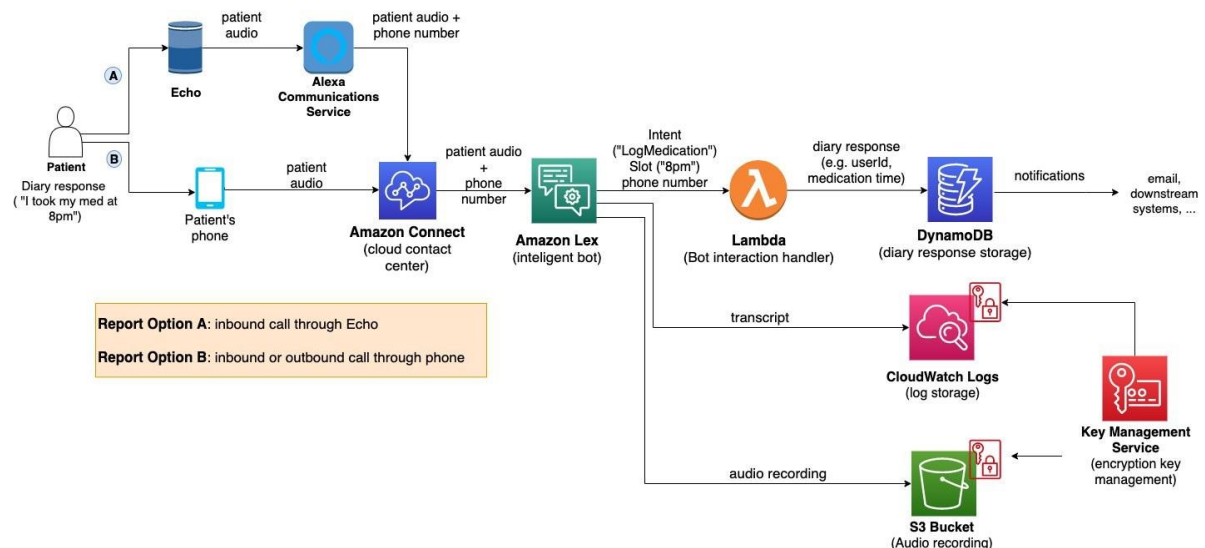 patient
audio
patient audio +
phone number
A
Echo
Alexa
Communications
Service
Patient
Diary response
( "I took my med at
8pm")
B
patient
audio
Patient's
phone
Amazon Connect
(cloud contact
center)
patient audio
+
phone
number
Amazon Lex
(inteligent bot)
Intent
("LogMedication")
Slot ("8pm")
phone number
Lambda
(Bot interaction handler)
diary response
(e.g. userId,
medication time)
DynamoDB
(diary response storage)
notifications
email,
downstream
systems, ...
Report Option A: inbound call through Echo
Report Option B: inbound or outbound call through phone
transcript
CloudWatch Logs
(log storage)
Key Management
Service
(encryption key
management)
audio recording
S3 Bucket
(Audio recording)